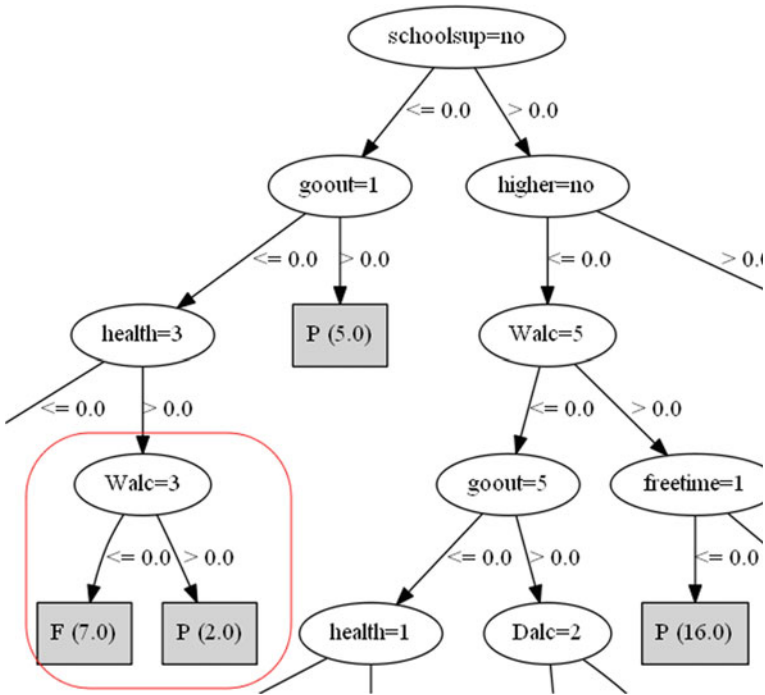 schoolsup=no
<= 0.0
> 0.0
goout=1
higher=no
<= 0.0
> 0.0
<= 0.0
> 0.0
health=3
P (5.0)
Walc=5
<= 0.0
> 0.0
<= 0.0
> 0.0
Walc=3
goout=5
freetime=1
<= 0.0
> 0.0
<= 0.0
> 0.0
<= 0.0
F (7.0)
P (2.0)
health=1
Dalc=2
P (16.0)